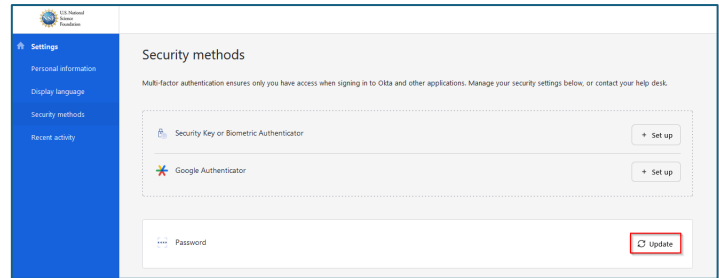 NSF
U.S. National
Science
Foundation
Settings
Personal information
Display language
Security methods
Recent activity
Security methods
Multi-factor authentication ensures only you have access when signing in to Okta and other applications. Manage your security settings below, or contact your help desk.
Security Key or Biometric Authenticator
+ Set up
Google Authenticator
+ Set up
Password
Update